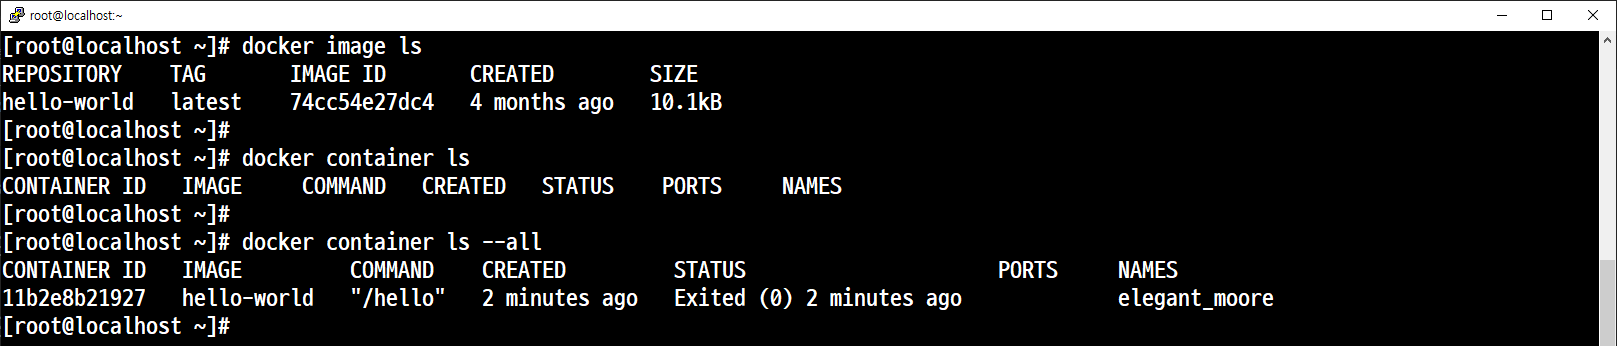 root@localhost:~
[root@localhost ~]# docker image ls
REPOSITORY    TAG       IMAGE ID       CREATED        SIZE
hello-world   latest    74cc54e27dc4   4 months ago   10.1kB
[root@localhost ~]#
[root@localhost ~]# docker container ls
CONTAINER ID   IMAGE     COMMAND   CREATED   STATUS    PORTS     NAMES
[root@localhost ~]#
[root@localhost ~]# docker container ls --all
CONTAINER ID   IMAGE         COMMAND    CREATED         STATUS                     PORTS     NAMES
11b2e8b21927   hello-world   "/hello"   2 minutes ago   Exited (0) 2 minutes ago             elegant_moore
[root@localhost ~]#